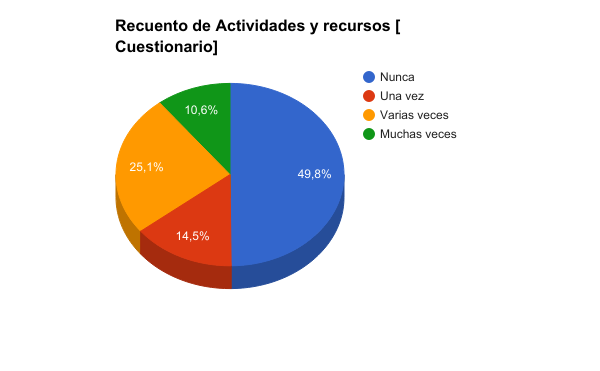 Recuento de Actividades y recursos [
Cuestionario]
Nunca
Una vez
Varias veces
Muchas veces
10,6%
25,1%
49,8%
14,5%